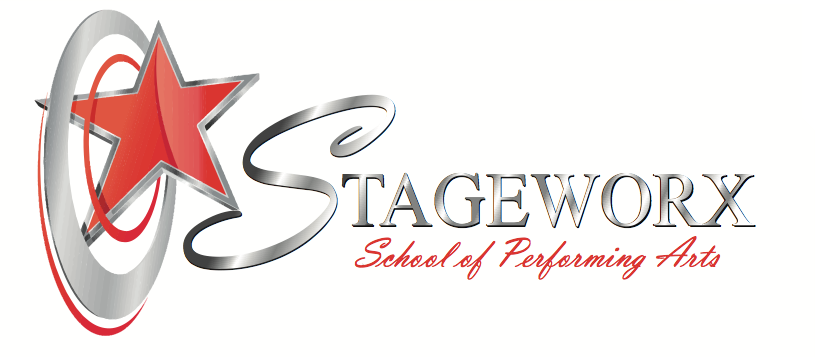 STAGEWORX
School of Performing Arts